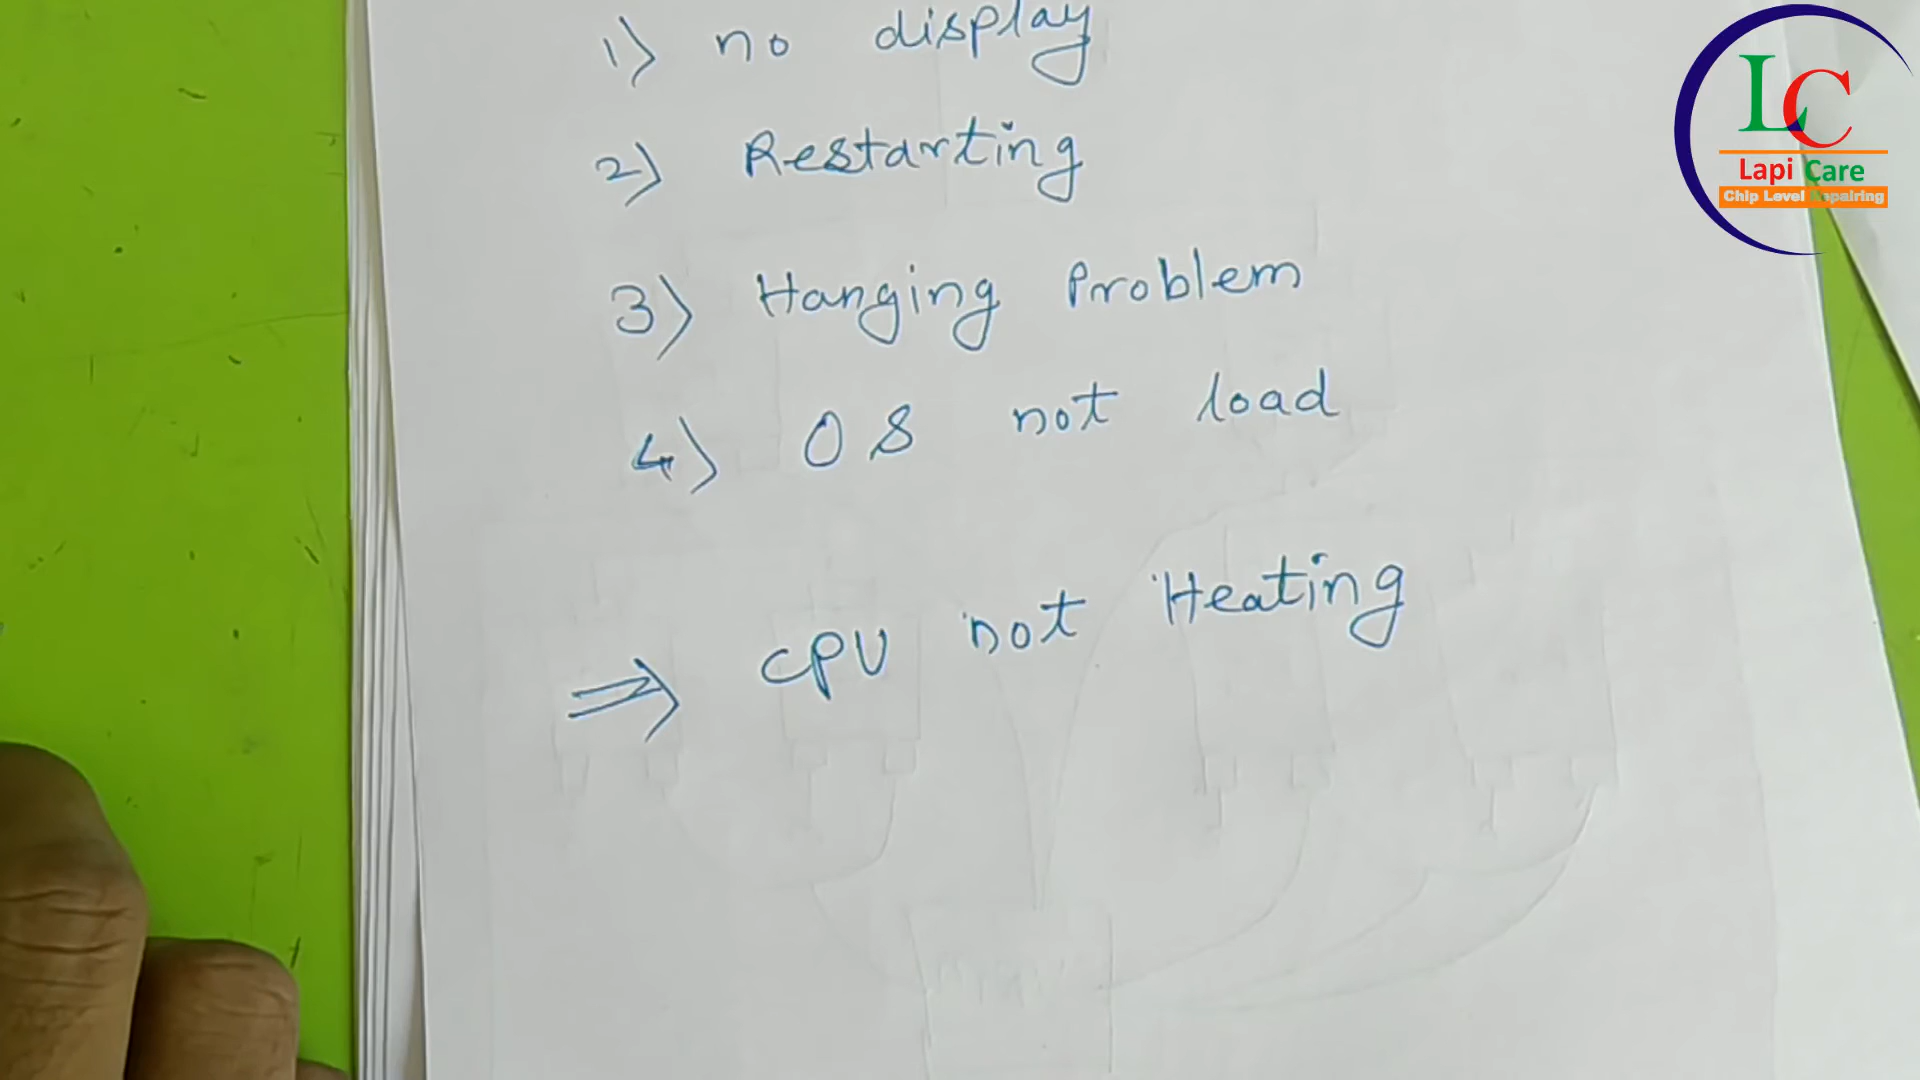 1) no display
2) Restarting
3) Hanging Problem
4) OS not load
⇒ CPU not Heating
LC
Lapi Care
Chip Level Repairing